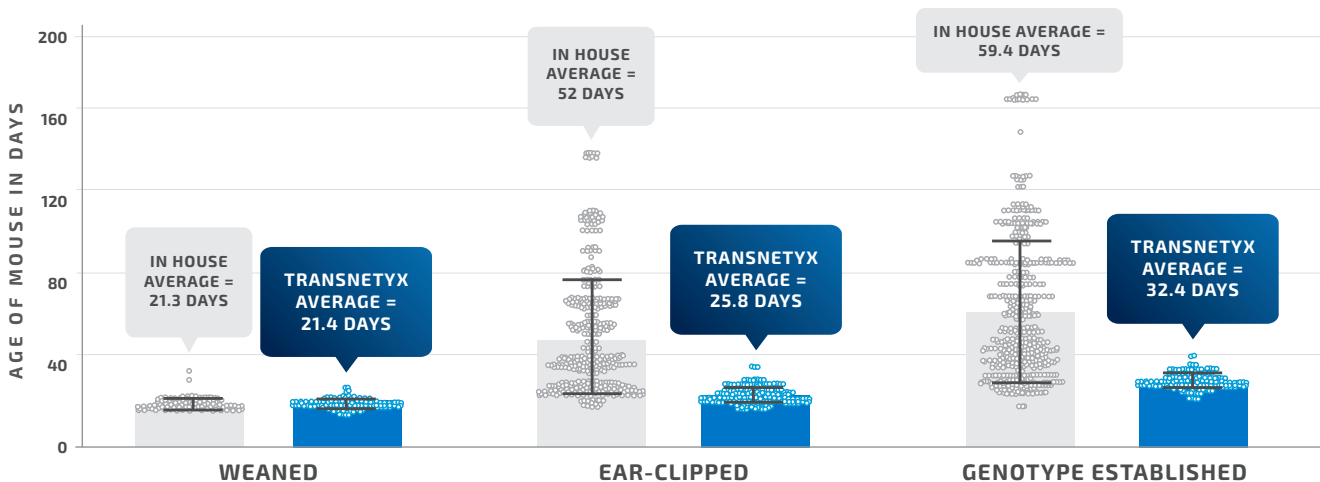 AGE OF MOUSE IN DAYS
200
160
120
80
40
0
IN HOUSE
AVERAGE =
21.3 DAYS
TRANSNETYX
AVERAGE =
21.4 DAYS
IN HOUSE
AVERAGE =
52 DAYS
TRANSNETYX
AVERAGE =
25.8 DAYS
IN HOUSE AVERAGE =
59.4 DAYS
TRANSNETYX
AVERAGE =
32.4 DAYS
WEANED
EAR-CLIPPED
GENOTYPE ESTABLISHED